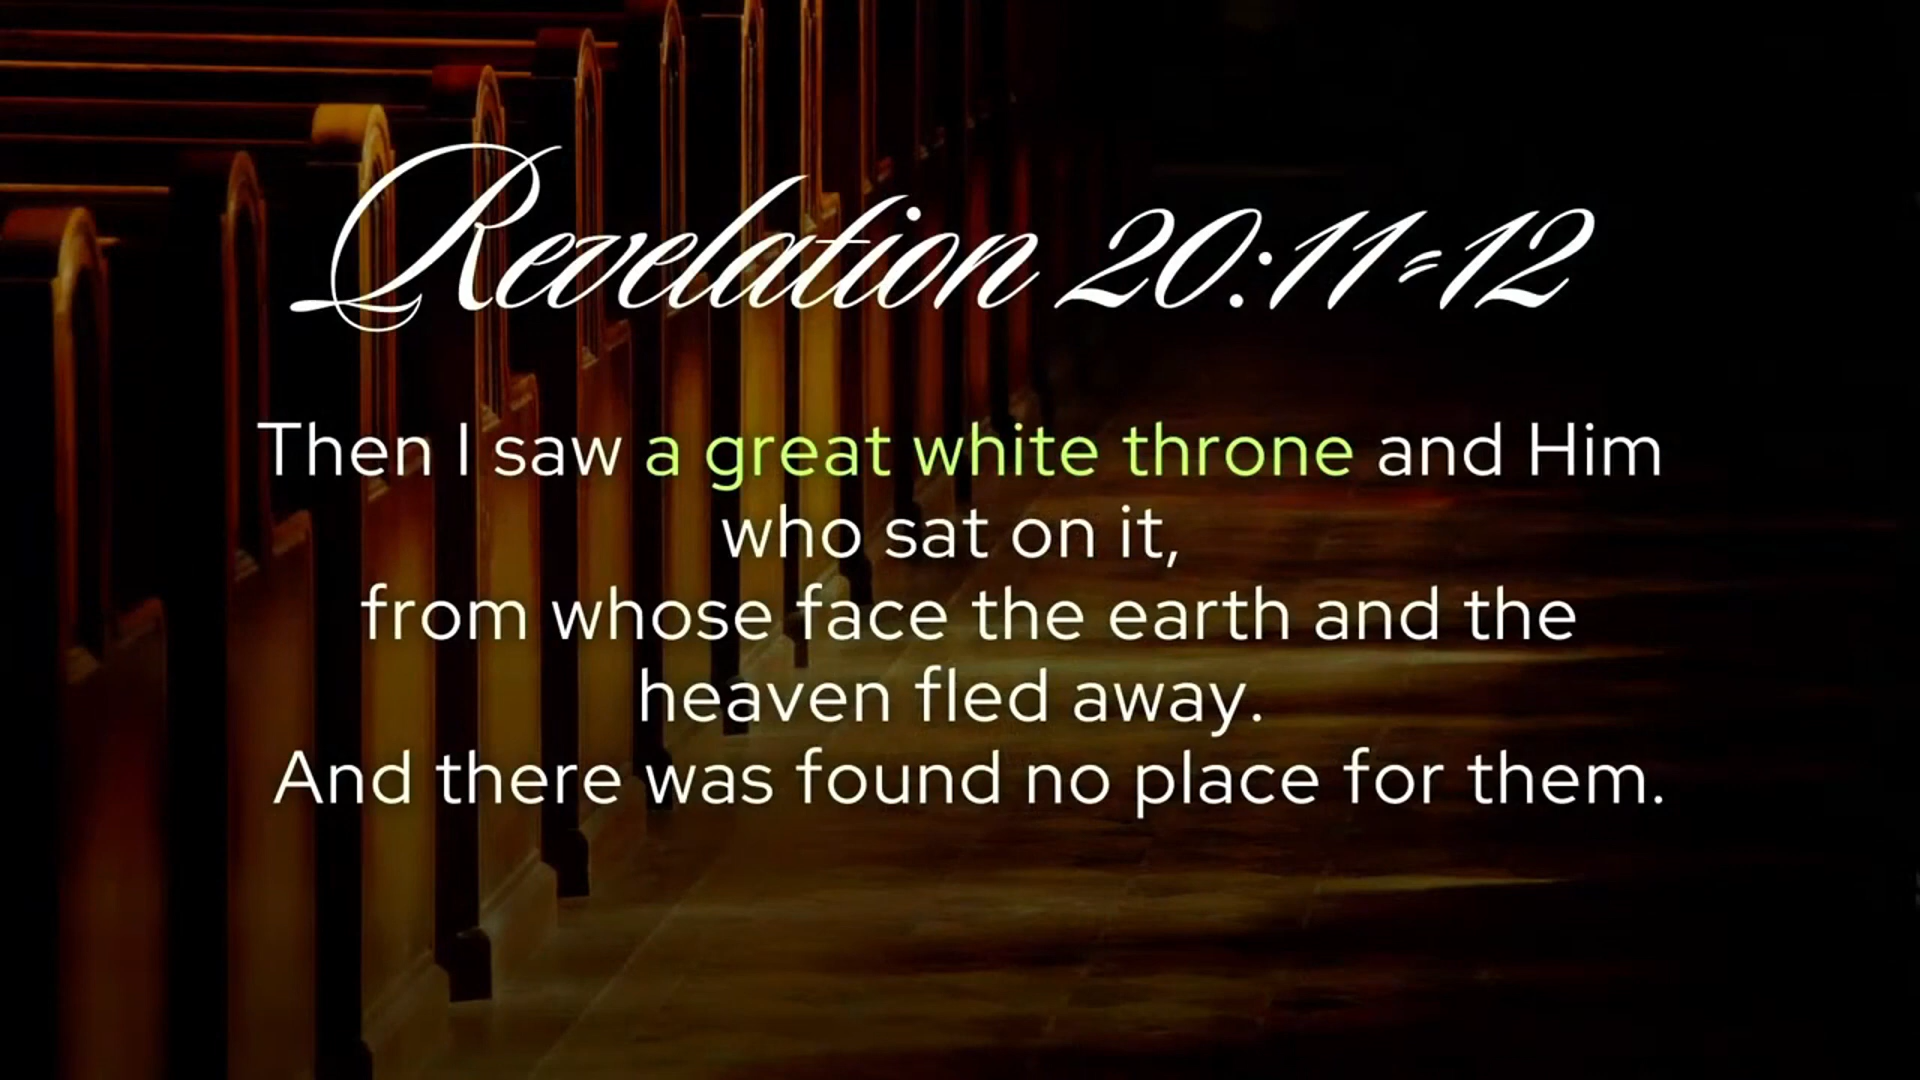 Revelation 20:11-12
Then I saw a great white throne and Him
who sat on it,
from whose face the earth and the
heaven fled away.
And there was found no place for them.